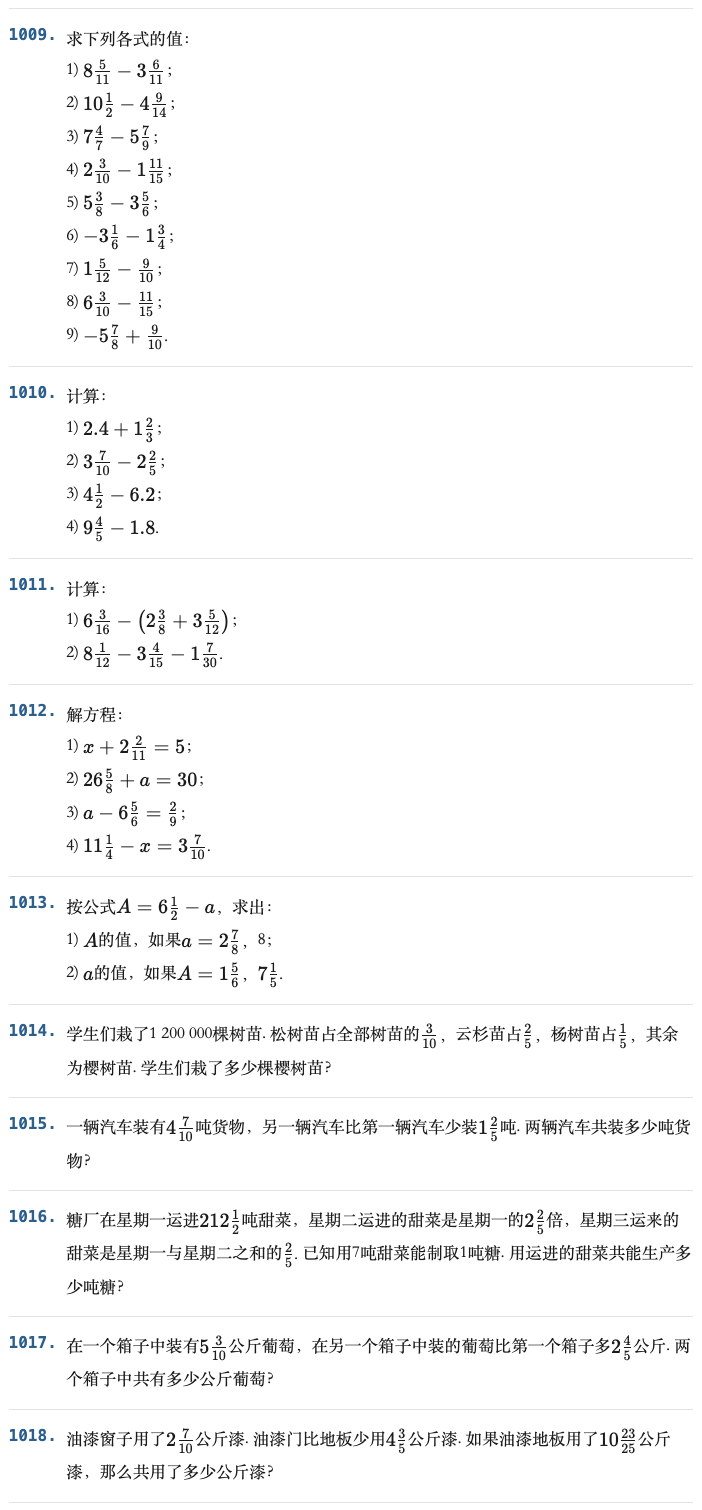 1009. 求下列各式的值:
1) 8 5/11 − 3 6/11;
2) 10 1/2 − 4 9/14;
3) 7 4/7 − 5 7/9;
4) 2 3/10 − 1 11/15;
5) 5 3/8 − 3 5/6;
6) −3 1/6 − 1 3/4;
7) 1 5/12 − 9/10;
8) 6 3/10 − 11/15;
9) −5 7/8 + 9/10.
1010. 计算:
1) 2.4 + 1 2/3;
2) 3 7/10 − 2 2/5;
3) 4 1/2 − 6.2;
4) 9 4/5 − 1.8.
1011. 计算:
1) 6 3/16 − (2 3/8 + 3 5/12);
2) 8 1/12 − 3 4/15 − 1 7/30.
1012. 解方程:
1) x + 2 2/11 = 5;
2) 26 5/8 + a = 30;
3) a − 6 5/6 = 2/9;
4) 11 1/4 − x = 3 7/10.
1013. 按公式A = 6 1/2 − a, 求出:
1) A的值, 如果a = 2 7/8, 8;
2) a的值, 如果A = 1 5/6, 7 1/5.
1014. 学生们栽了1 200 000棵树苗. 松树苗占全部树苗的3/10, 云杉苗占2/5, 杨树苗占1/5, 其余
为樱树苗. 学生们栽了多少棵樱树苗?
1015. 一辆汽车装有4 7/10吨货物, 另一辆汽车比第一辆汽车少装1 2/5吨. 两辆汽车共装多少吨货
物?
1016. 糖厂在星期一运进212 1/2吨甜菜, 星期二运进的甜菜是星期一的2 2/5倍, 星期三运来的
甜菜是星期一与星期二之和的2/5. 已知用7吨甜菜能制取1吨糖. 用运进的甜菜共能生产多
少吨糖?
1017. 在一个箱子中装有5 3/10公斤葡萄, 在另一个箱子中装的葡萄比第一个箱子多2 4/5公斤. 两
个箱子中共有多少公斤葡萄?
1018. 油漆窗子用了2 7/10公斤漆. 油漆门比地板少用4 3/5公斤漆. 如果油漆地板用了10 23/25公斤
漆, 那么共用了多少公斤漆?